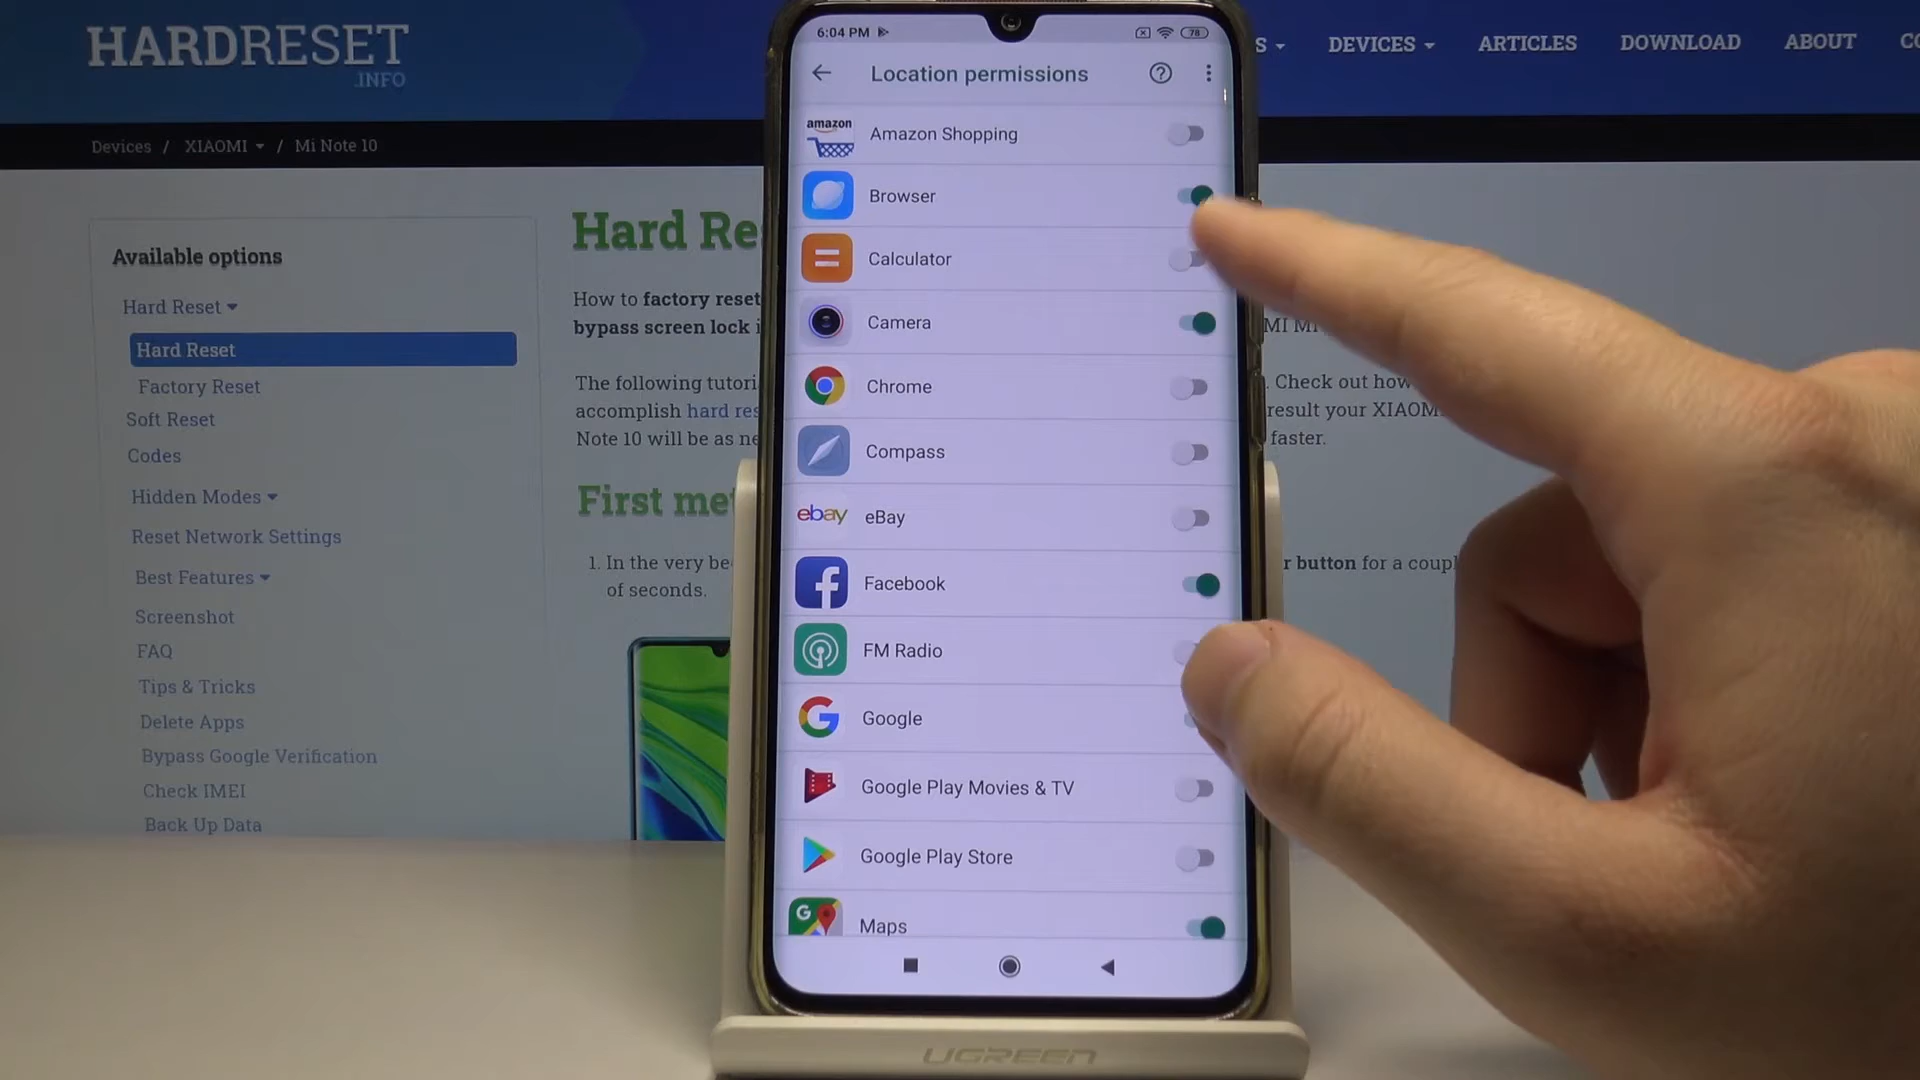 HARDRESET
.INFO
S
DEVICES
ARTICLES
DOWNLOAD
ABOUT
Devices / XIAOMI / Mi Note 10
Available options
Hard Reset
Hard Reset
Factory Reset
Soft Reset
Codes
Hidden Modes
Reset Network Settings
Best Features
Screenshot
FAQ
Tips & Tricks
Delete Apps
Bypass Google Verification
Check IMEI
Back Up Data
Hard Re
How to factory reset
bypass screen lock i
MI M
The following tutori
. Check out how
accomplish hard res
result your XIAOM
Note 10 will be as ne
faster.
First me
1. In the very be
r button for a coupl
of seconds.
6:04 PM
78
Location permissions
amazon
Amazon Shopping
Browser
Calculator
Camera
Chrome
Compass
ebay
eBay
Facebook
FM Radio
Google
Google Play Movies & TV
Google Play Store
Maps
UGREEN